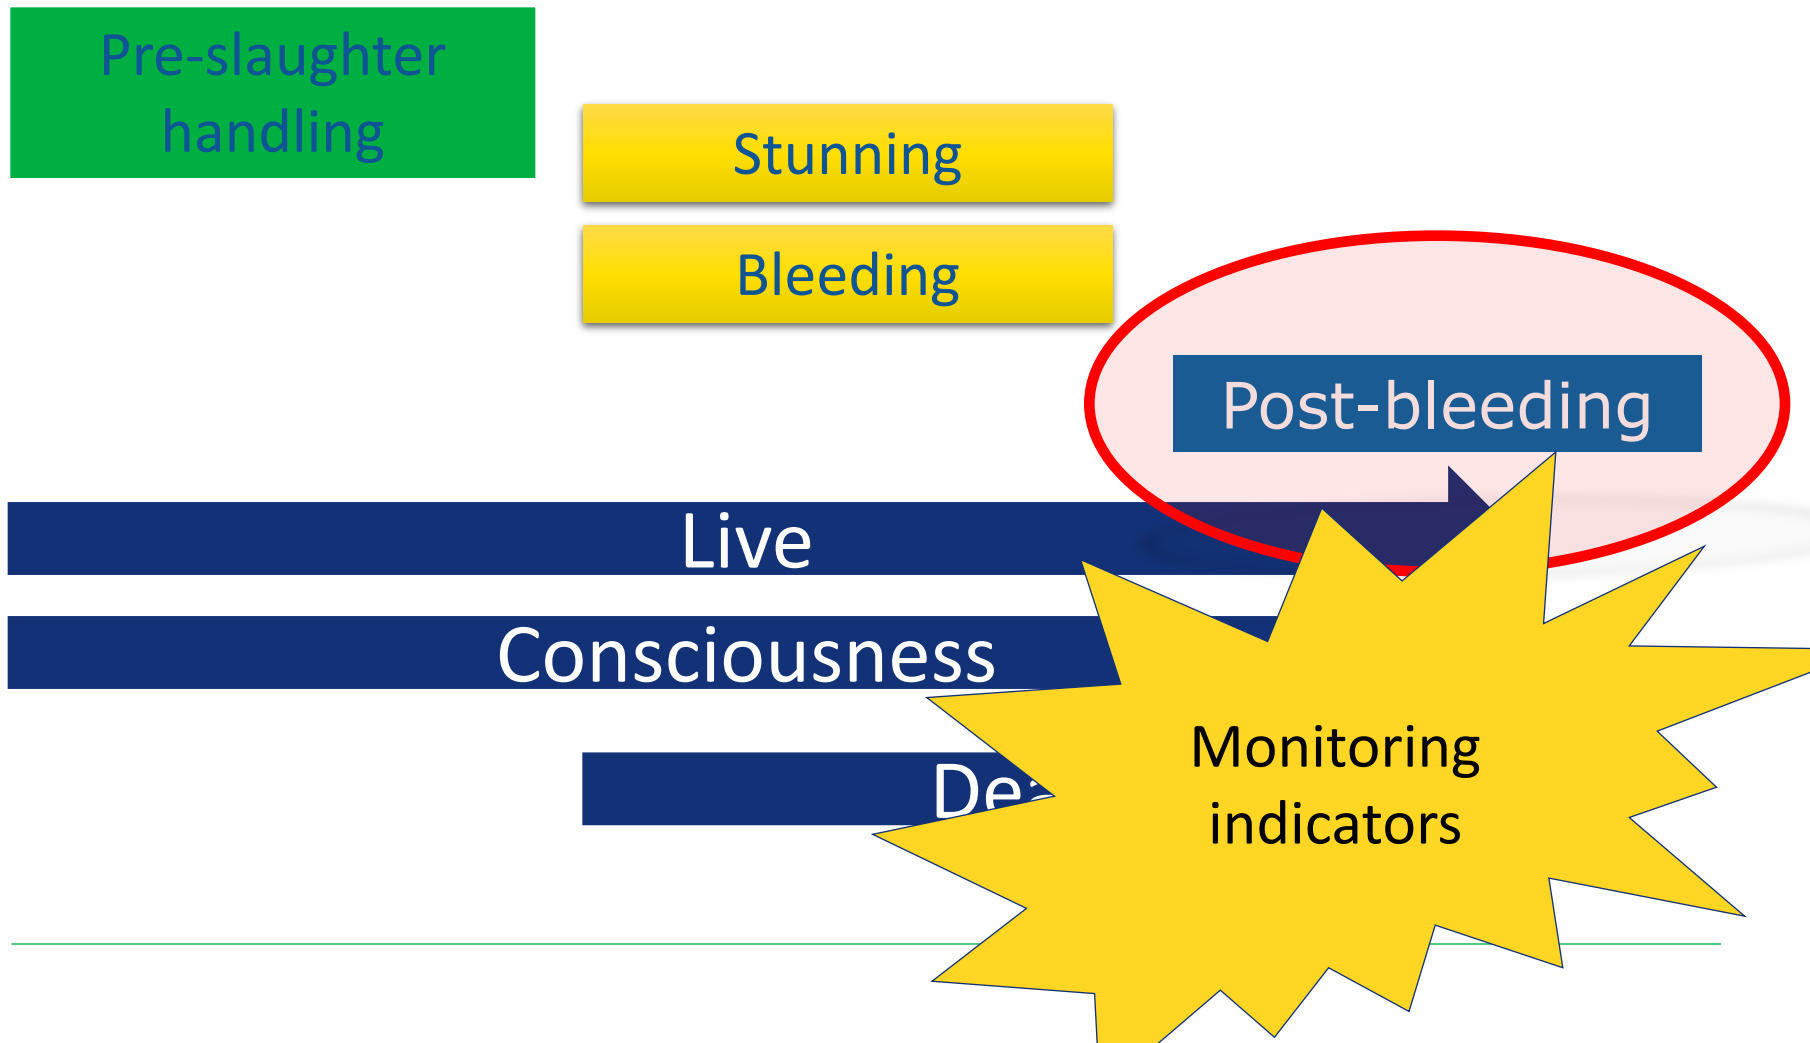 Pre-slaughter
handling
Stunning
Bleeding
Post-bleeding
Live
Consciousness
Monitoring
indicators